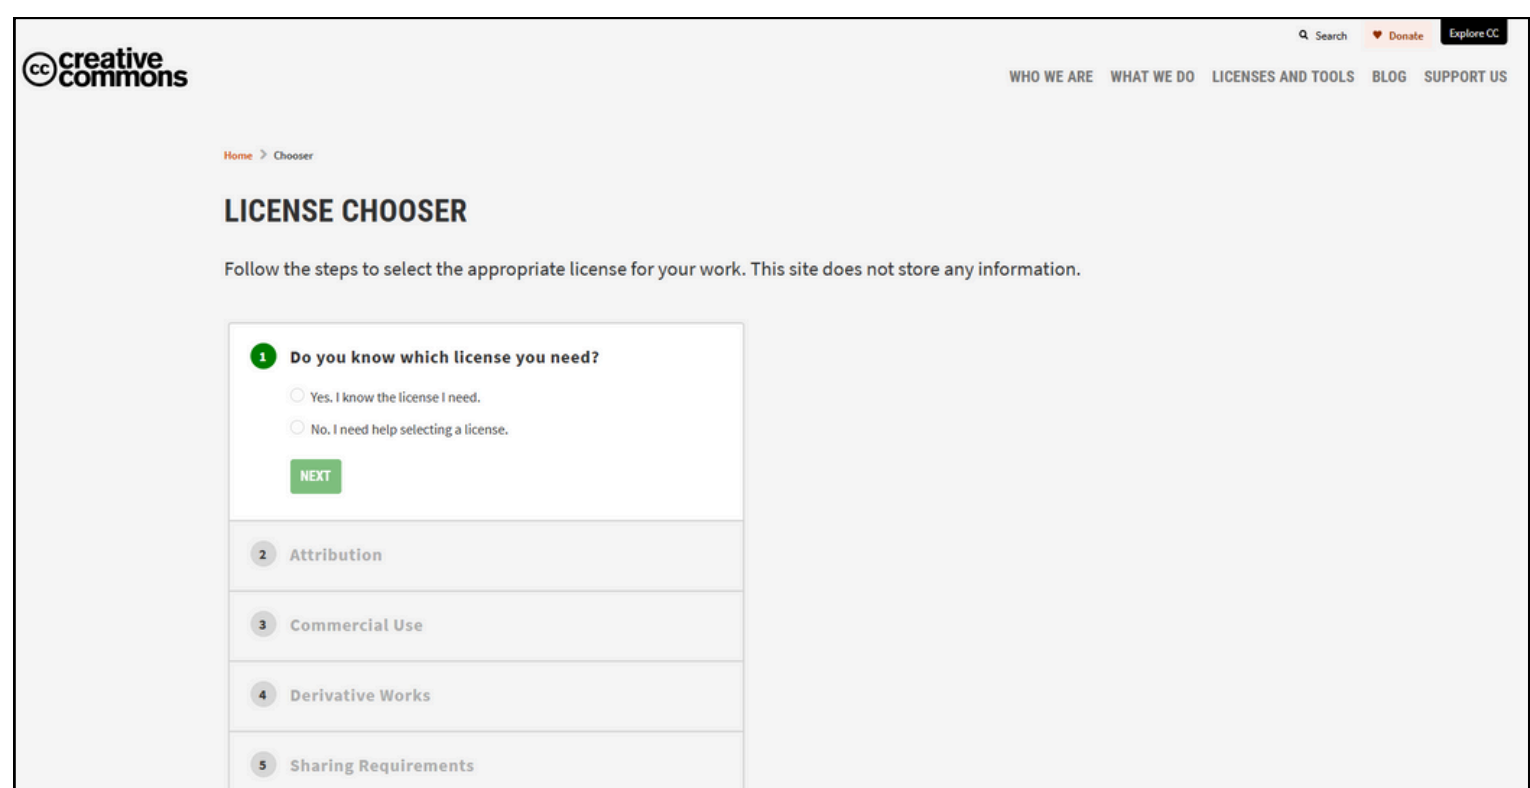 Search Donate Explore CC
cc creative
commons
WHO WE ARE WHAT WE DO LICENSES AND TOOLS BLOG SUPPORT US
Home > Chooser
LICENSE CHOOSER
Follow the steps to select the appropriate license for your work. This site does not store any information.
1 Do you know which license you need?
Yes. I know the license I need.
No. I need help selecting a license.
NEXT
2 Attribution
3 Commercial Use
4 Derivative Works
5 Sharing Requirements